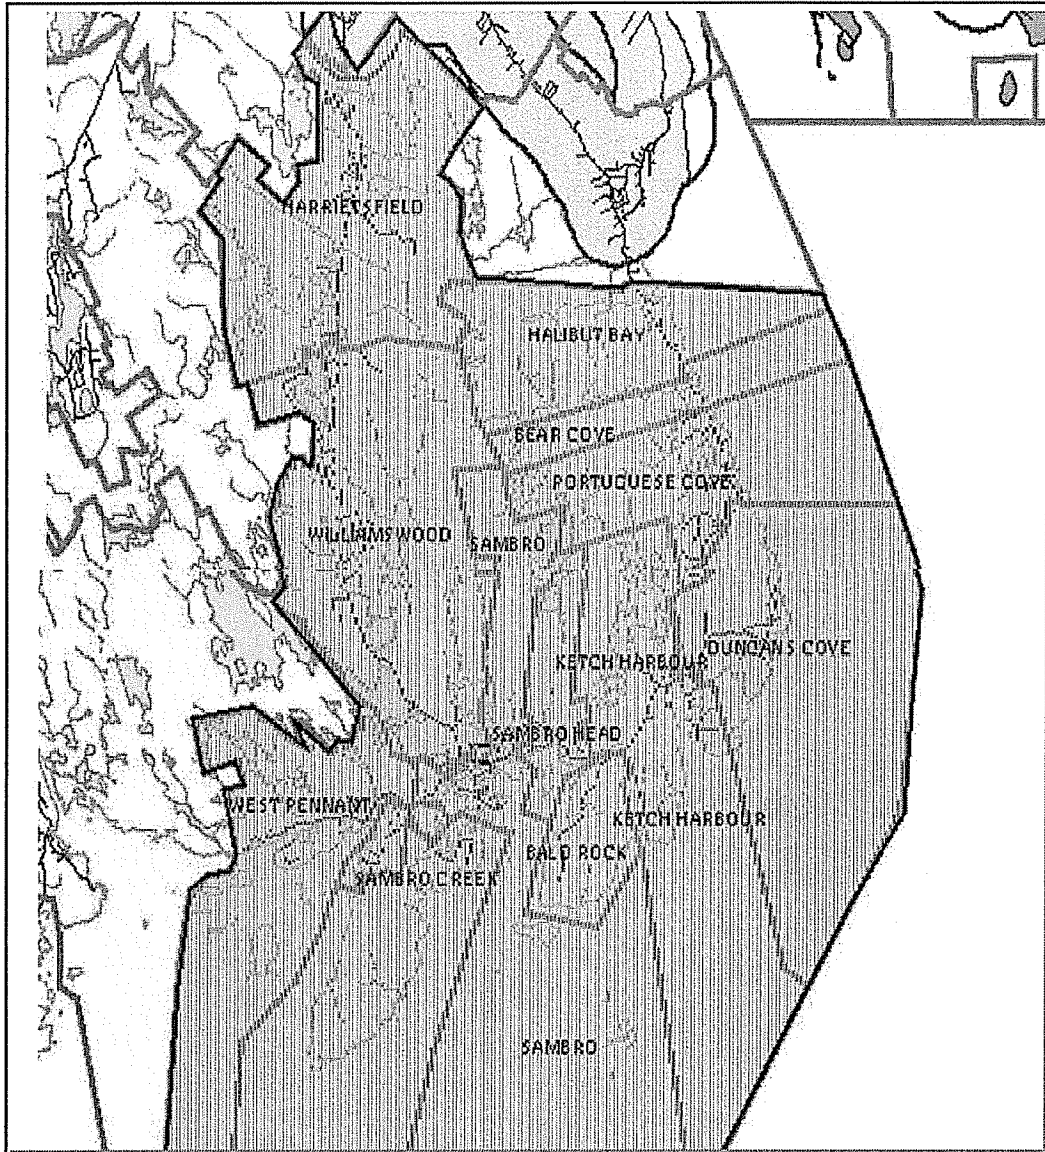 HARRIETSFIELD
HALIBUT BAY
BEAR COVE
PORTUGUESE COVE
WILLIAMSWOOD
SAMBRO
DUNCANS COVE
KETCH HARBOUR
SAMBRO HEAD
WEST PENNANT
KETCH HARBOUR
BALD ROCK
SAMBRO CREEK
SAMBRO